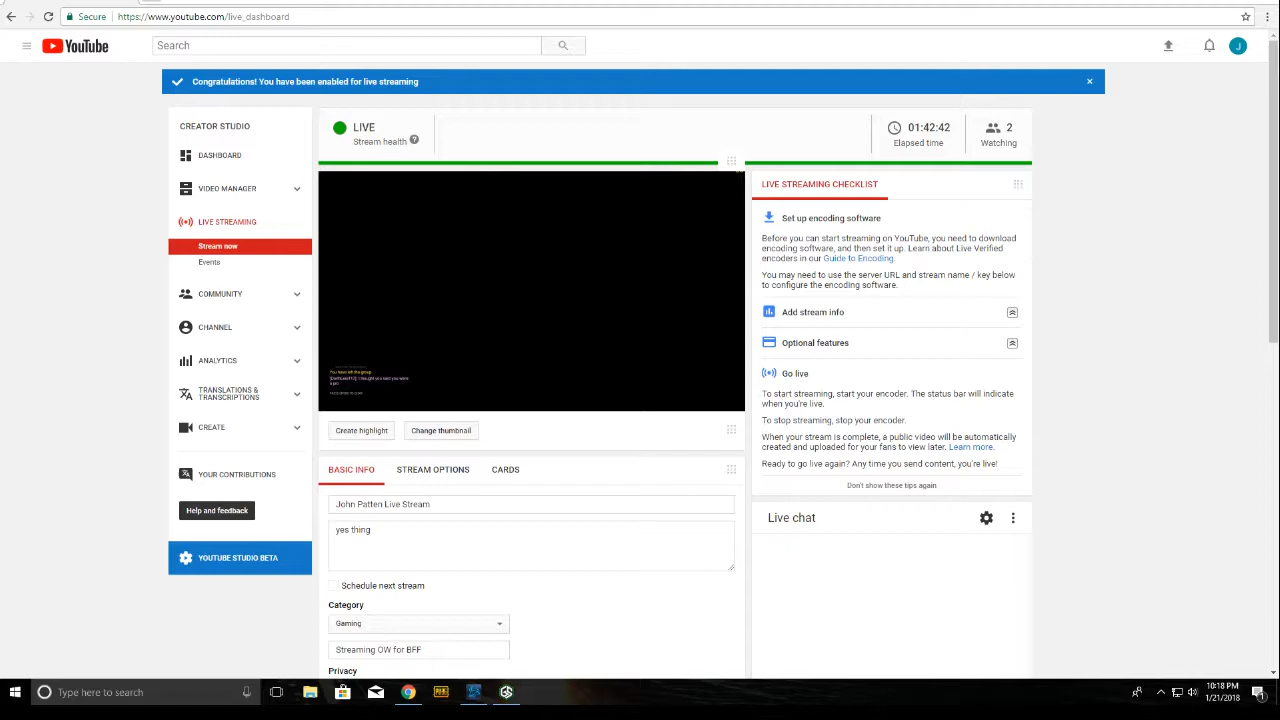 Secure
https://www.youtube.com/live_dashboard
YouTube
Search
J
Congratulations! You have been enabled for live streaming
CREATOR STUDIO
DASHBOARD
VIDEO MANAGER
LIVE STREAMING
Stream now
Events
COMMUNITY
CHANNEL
ANALYTICS
TRANSLATIONS &
TRANSCRIPTIONS
CREATE
YOUR CONTRIBUTIONS
Help and feedback
YOUTUBE STUDIO BETA
LIVE
Stream health
01:42:42
Elapsed time
2
Watching
You have left the group
Create highlight
Change thumbnail
BASIC INFO
STREAM OPTIONS
CARDS
John Patten Live Stream
yes thing
Schedule next stream
Category
Gaming
Streaming OW for BFF
Privacy
LIVE STREAMING CHECKLIST
Set up encoding software
Before you can start streaming on YouTube, you need to download
encoding software, and then set it up. Learn about Live Verified
encoders in our Guide to Encoding.
You may need to use the server URL and stream name / key below
to configure the encoding software.
Add stream info
Optional features
Go live
To start streaming, start your encoder. The status bar will indicate
when you're live.
To stop streaming, stop your encoder.
When your stream is complete, a public video will be automatically
created and uploaded for your fans to view later. Learn more.
Ready to go live again? Any time you send content, you're live!
Don't show these tips again
Live chat
Type here to search
10:18 PM
1/21/2018